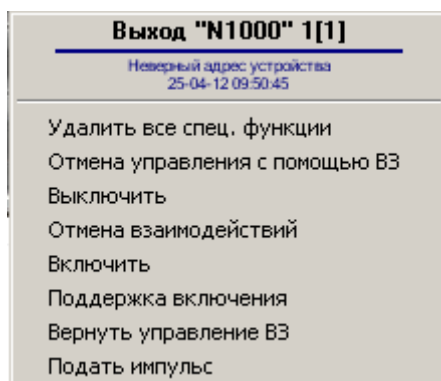 Выход "N1000" 1[1]
Неверный адрес устройства
25-04-12 09:50:45
Удалить все спец. функции
Отмена управления с помощью ВЗ
Выключить
Отмена взаимодействий
Включить
Поддержка включения
Вернуть управление ВЗ
Подать импульс